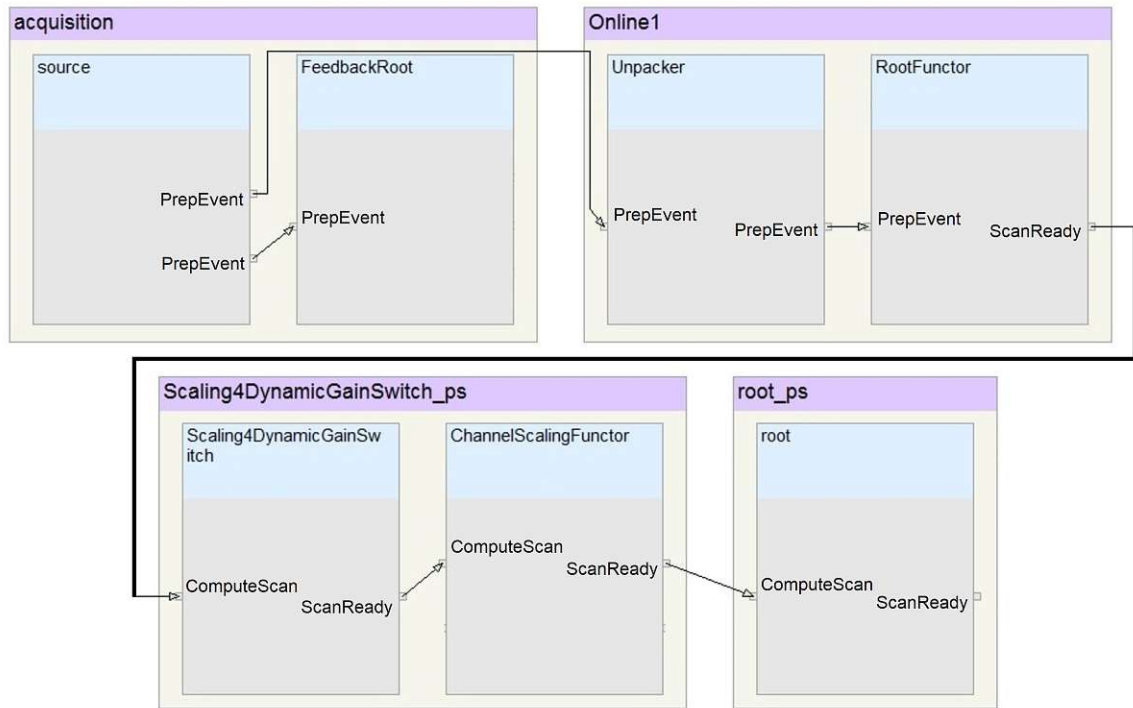 acquisition
Online1
source
FeedbackRoot
Unpacker
RootFunctor
PrepEvent
PrepEvent
PrepEvent
PrepEvent
PrepEvent
PrepEvent
PrepEvent
ScanReady
Scaling4DynamicGainSwitch_ps
root_ps
Scaling4DynamicGainSw
itch
ChannelScalingFunctor
root
ComputeScan
ScanReady
ComputeScan
ScanReady
ComputeScan
ScanReady